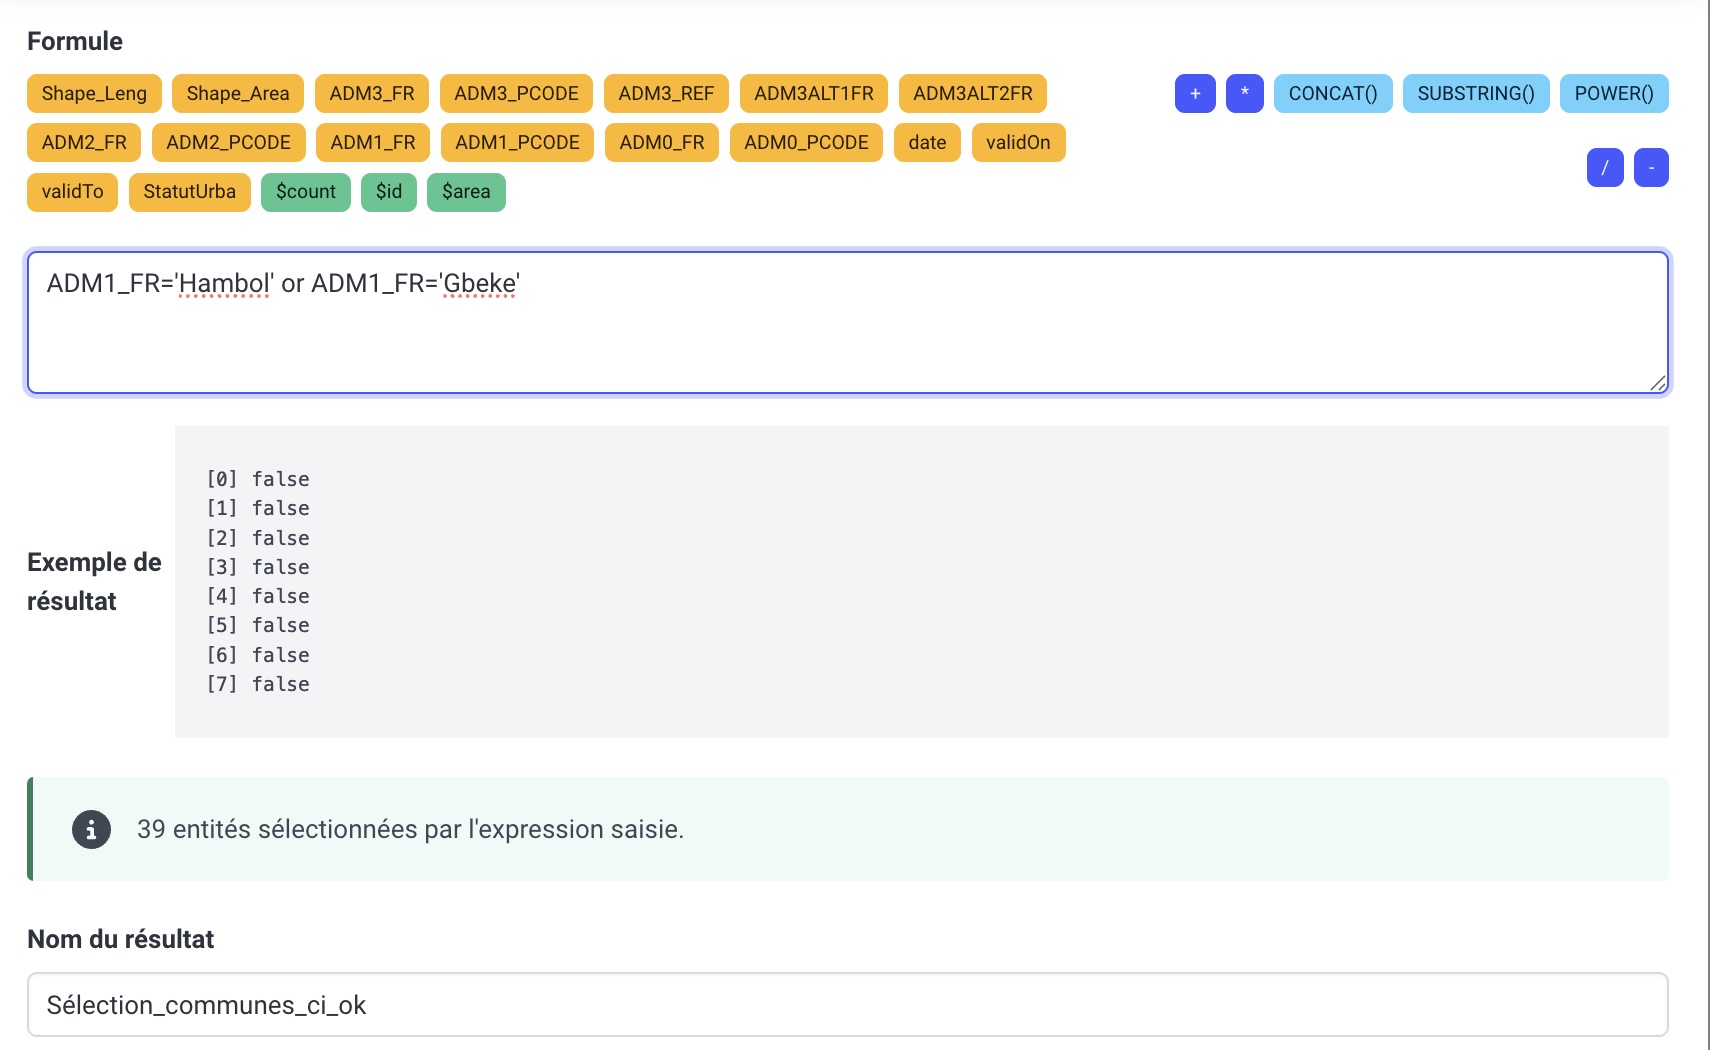 Formule
Shape_Leng Shape_Area ADM3_FR ADM3_PCODE ADM3_REF ADM3ALT1FR ADM3ALT2FR + * CONCAT() SUBSTRING() POWER()
ADM2_FR ADM2_PCODE ADM1_FR ADM1_PCODE ADM0_FR ADM0_PCODE date validOn
/ -
validTo StatutUrba $count $id $area
ADM1_FR='Hambol' or ADM1_FR='Gbeke'
[0] false
[1] false
[2] false
[3] false
[4] false
[5] false
[6] false
[7] false
Exemple de
résultat
39 entités sélectionnées par l'expression saisie.
Nom du résultat
Sélection_communes_ci_ok